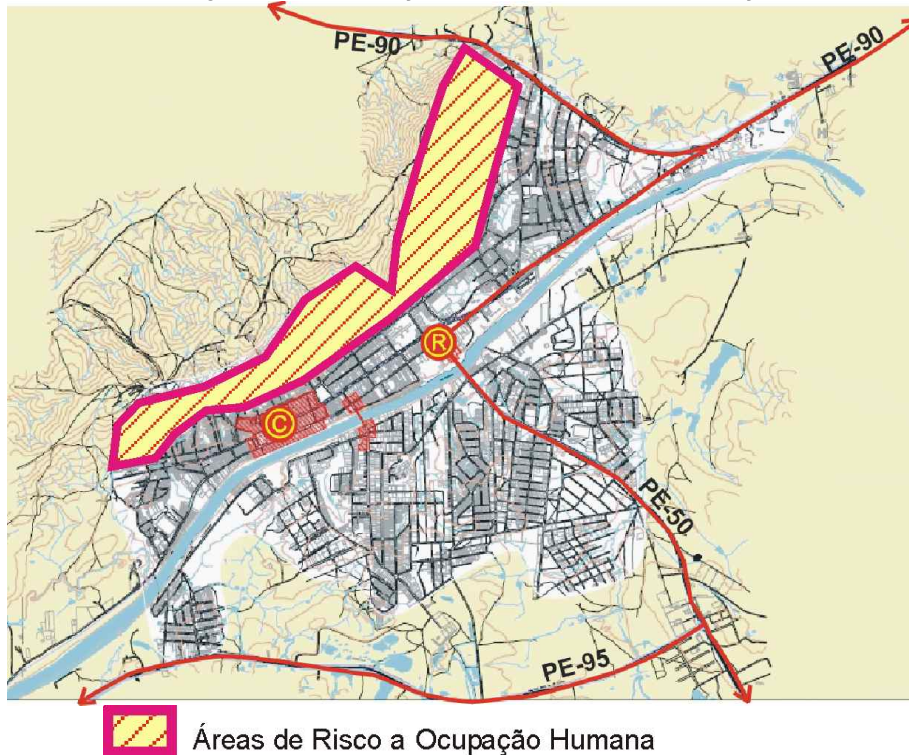 PE-90
PE-90
R
C
PE-50
PE-95
Áreas de Risco a Ocupação Humana